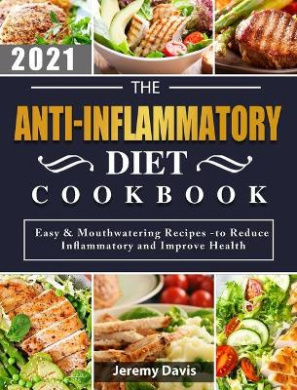 2021
THE
ANTI-INFLAMMATORY
DIET
COOKBOOK
Easy & Mouthwatering Recipes -to Reduce
Inflammatory and Improve Health
Jeremy Davis